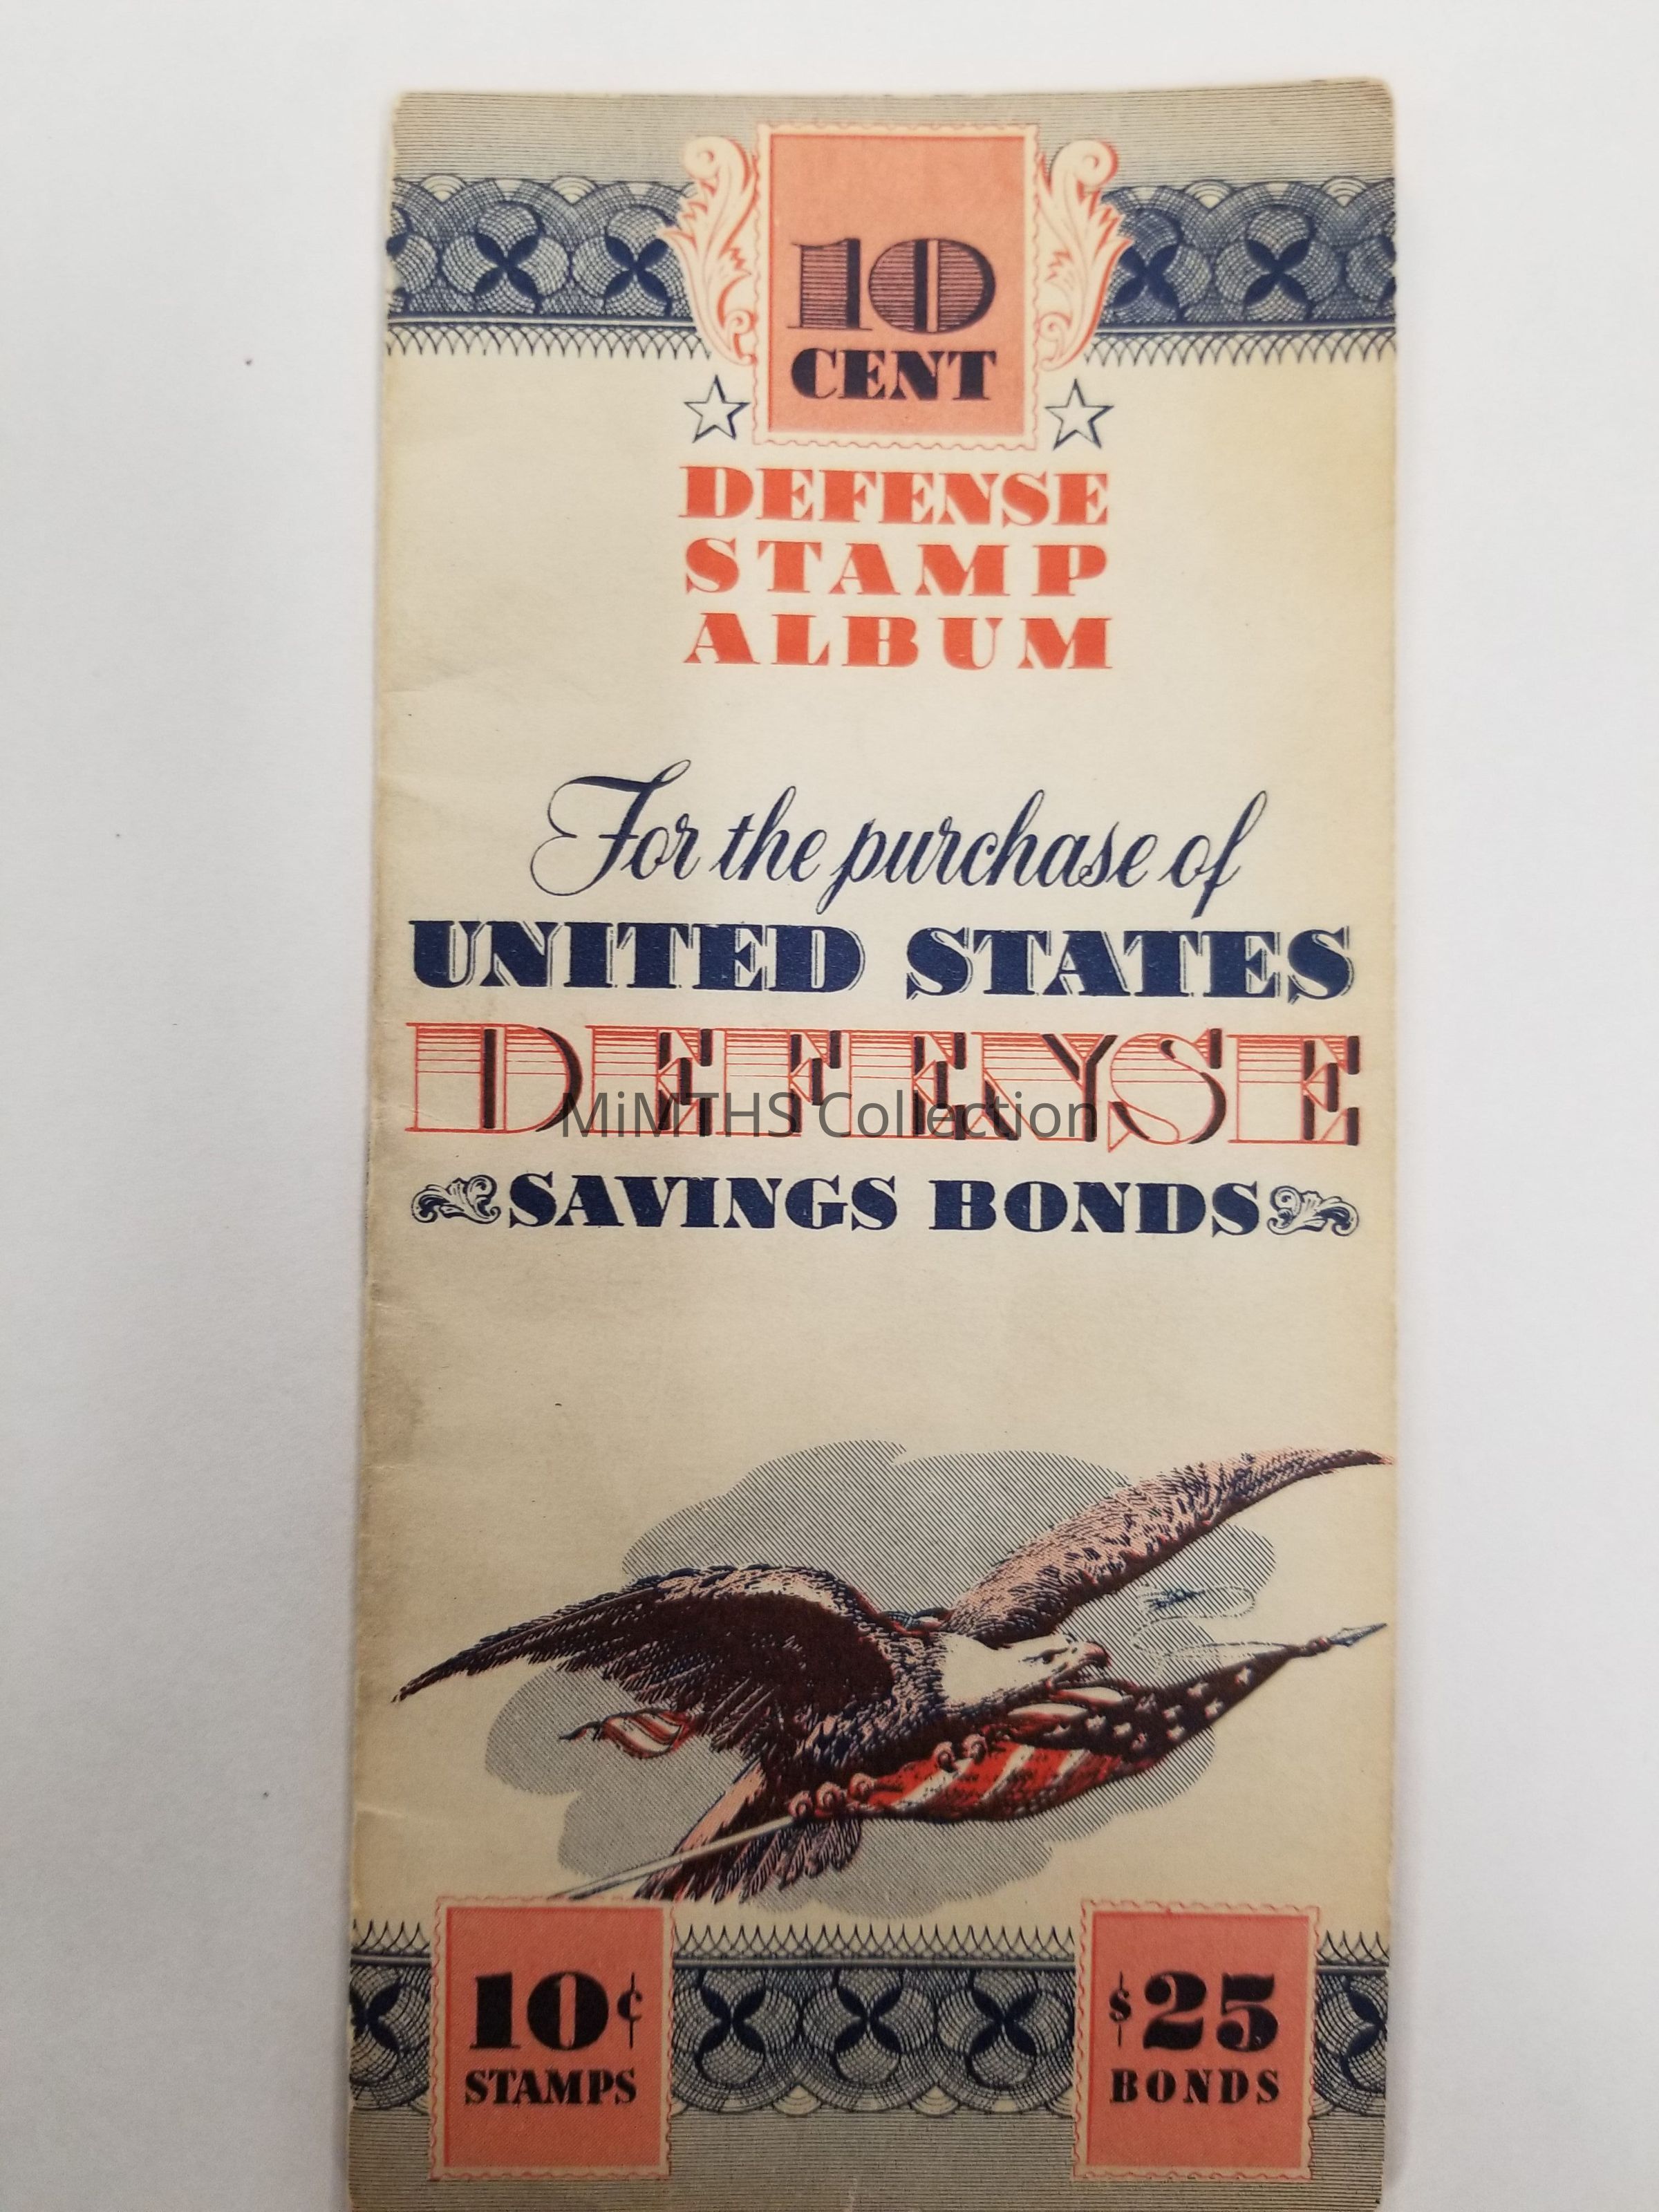 10
CENT
DEFENSE
STAMP
ALBUM
For the purchase of
UNITED STATES
DEFENSE
MiMTHS Collection
SAVINGS BONDS
10¢
STAMPS
$25
BONDS